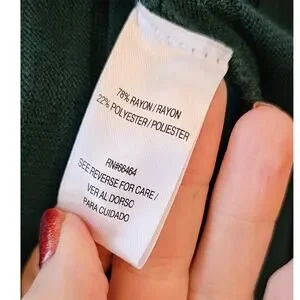 78% RAYON/RAYON
22% POLYESTER/POLIESTER
RN#66464
SEE REVERSE FOR CARE/
VER AL DORSO
PARA CUIDADO